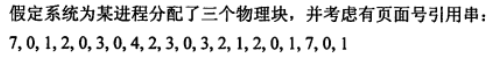 假定系统为某进程分配了三个物理块，并考虑有页面号引用串：
7, 0, 1, 2, 0, 3, 0, 4, 2, 3, 0, 3, 2, 1, 2, 0, 1, 7, 0, 1